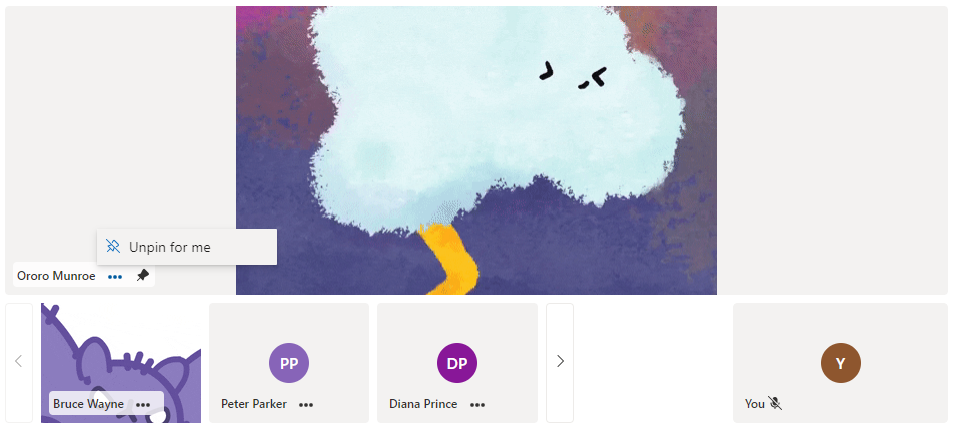 Unpin for me
Ororo Munroe
PP
DP
Y
Bruce Wayne
Peter Parker
Diana Prince
You